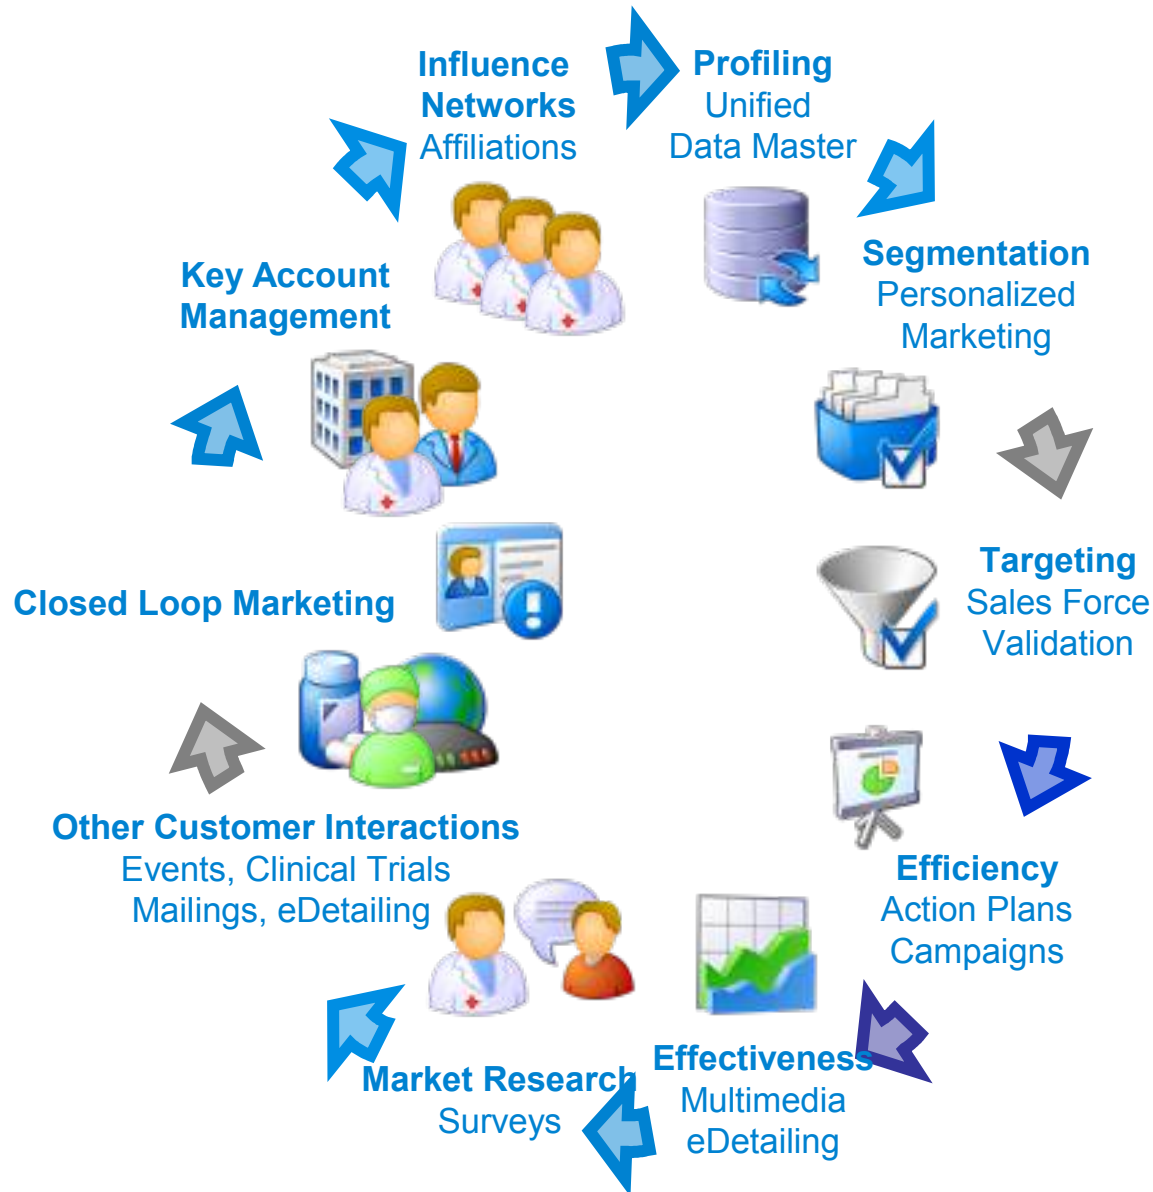 Influence
Networks
Affiliations
Profiling
Unified
Data Master
Segmentation
Personalized
Marketing
Targeting
Sales Force
Validation
Efficiency
Action Plans
Campaigns
Effectiveness
Multimedia
eDetailing
Market Research
Surveys
Other Customer Interactions
Events, Clinical Trials
Mailings, eDetailing
Closed Loop Marketing
Key Account
Management